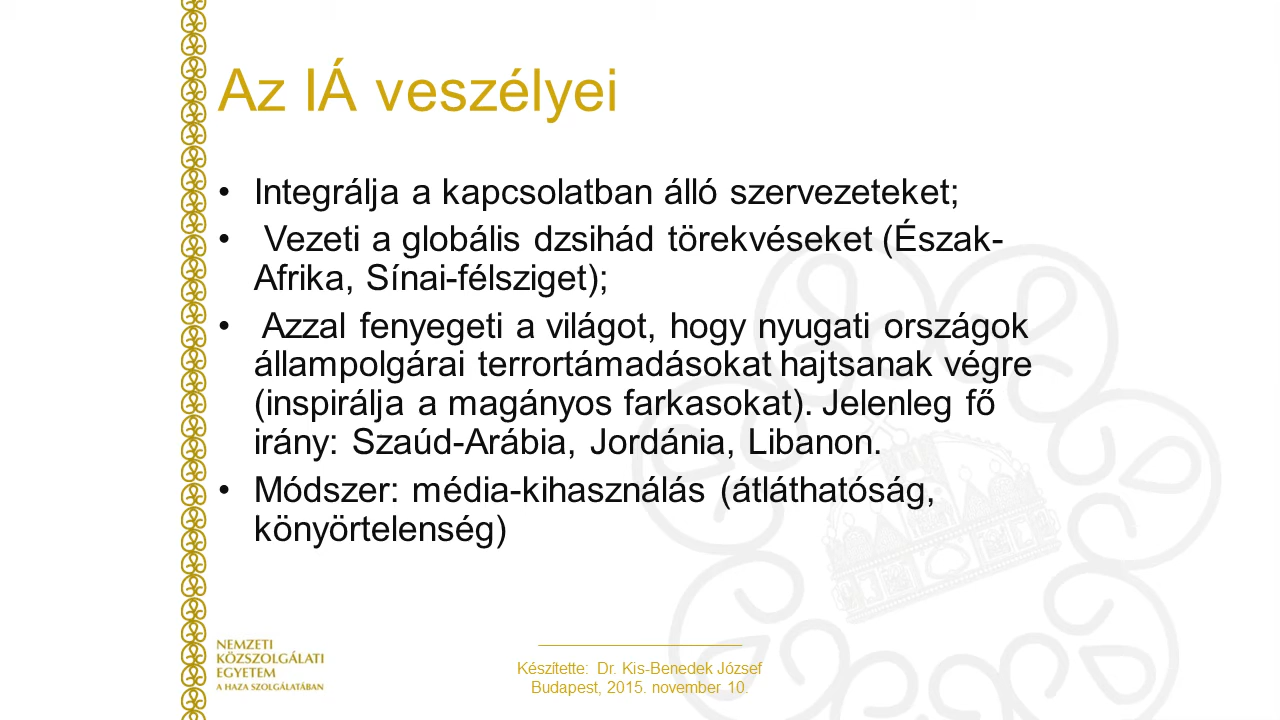 Az IÁ veszélyei
• Integrálja a kapcsolatban álló szervezeteket;
• Vezeti a globális dzsihád törekvéseket (Észak-
Afrika, Sínai-félsziget);
• Azzal fenyegeti a világot, hogy nyugati országok
állampolgárai terrortámadásokat hajtsanak végre
(inspirálja a magányos farkasokat). Jelenleg fő
irány: Szaúd-Arábia, Jordánia, Libanon.
• Módszer: média-kihasználás (átláthatóság,
könyörtelenség)
NEMZETI
KÖZSZOLGÁLATI
EGYETEM
A HAZA SZOLGÁLATÁBAN
Készítette: Dr. Kis-Benedek József
Budapest, 2015. november 10.